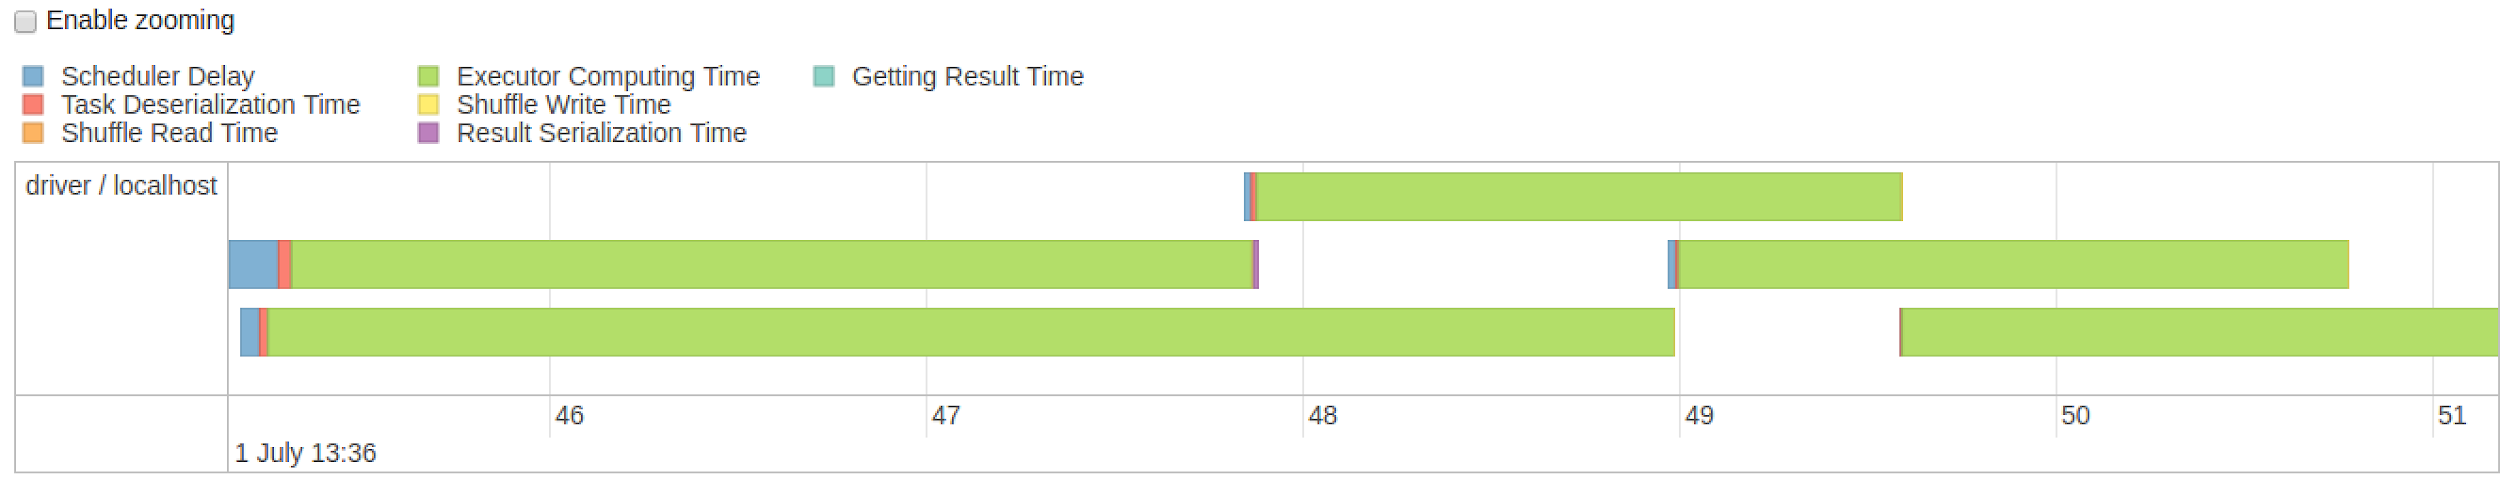 Enable zooming
Scheduler Delay
Task Deserialization Time
Shuffle Read Time
Executor Computing Time
Shuffle Write Time
Result Serialization Time
Getting Result Time
driver / localhost
46 47 48 49 50 51
1 July 13:36